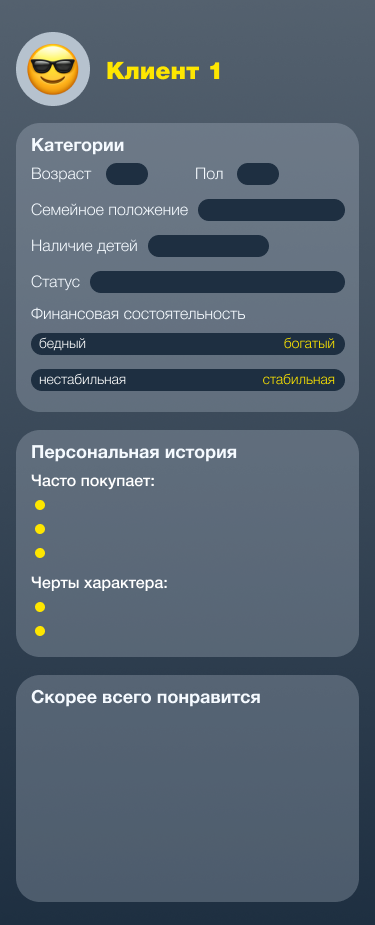 Клиент 1
Категории
Возраст Пол
Семейное положение
Наличие детей
Статус
Финансовая состоятельность
бедный богатый
нестабильная стабильная
Персональная история
Часто покупает:
Черты характера:
Скорее всего понравится